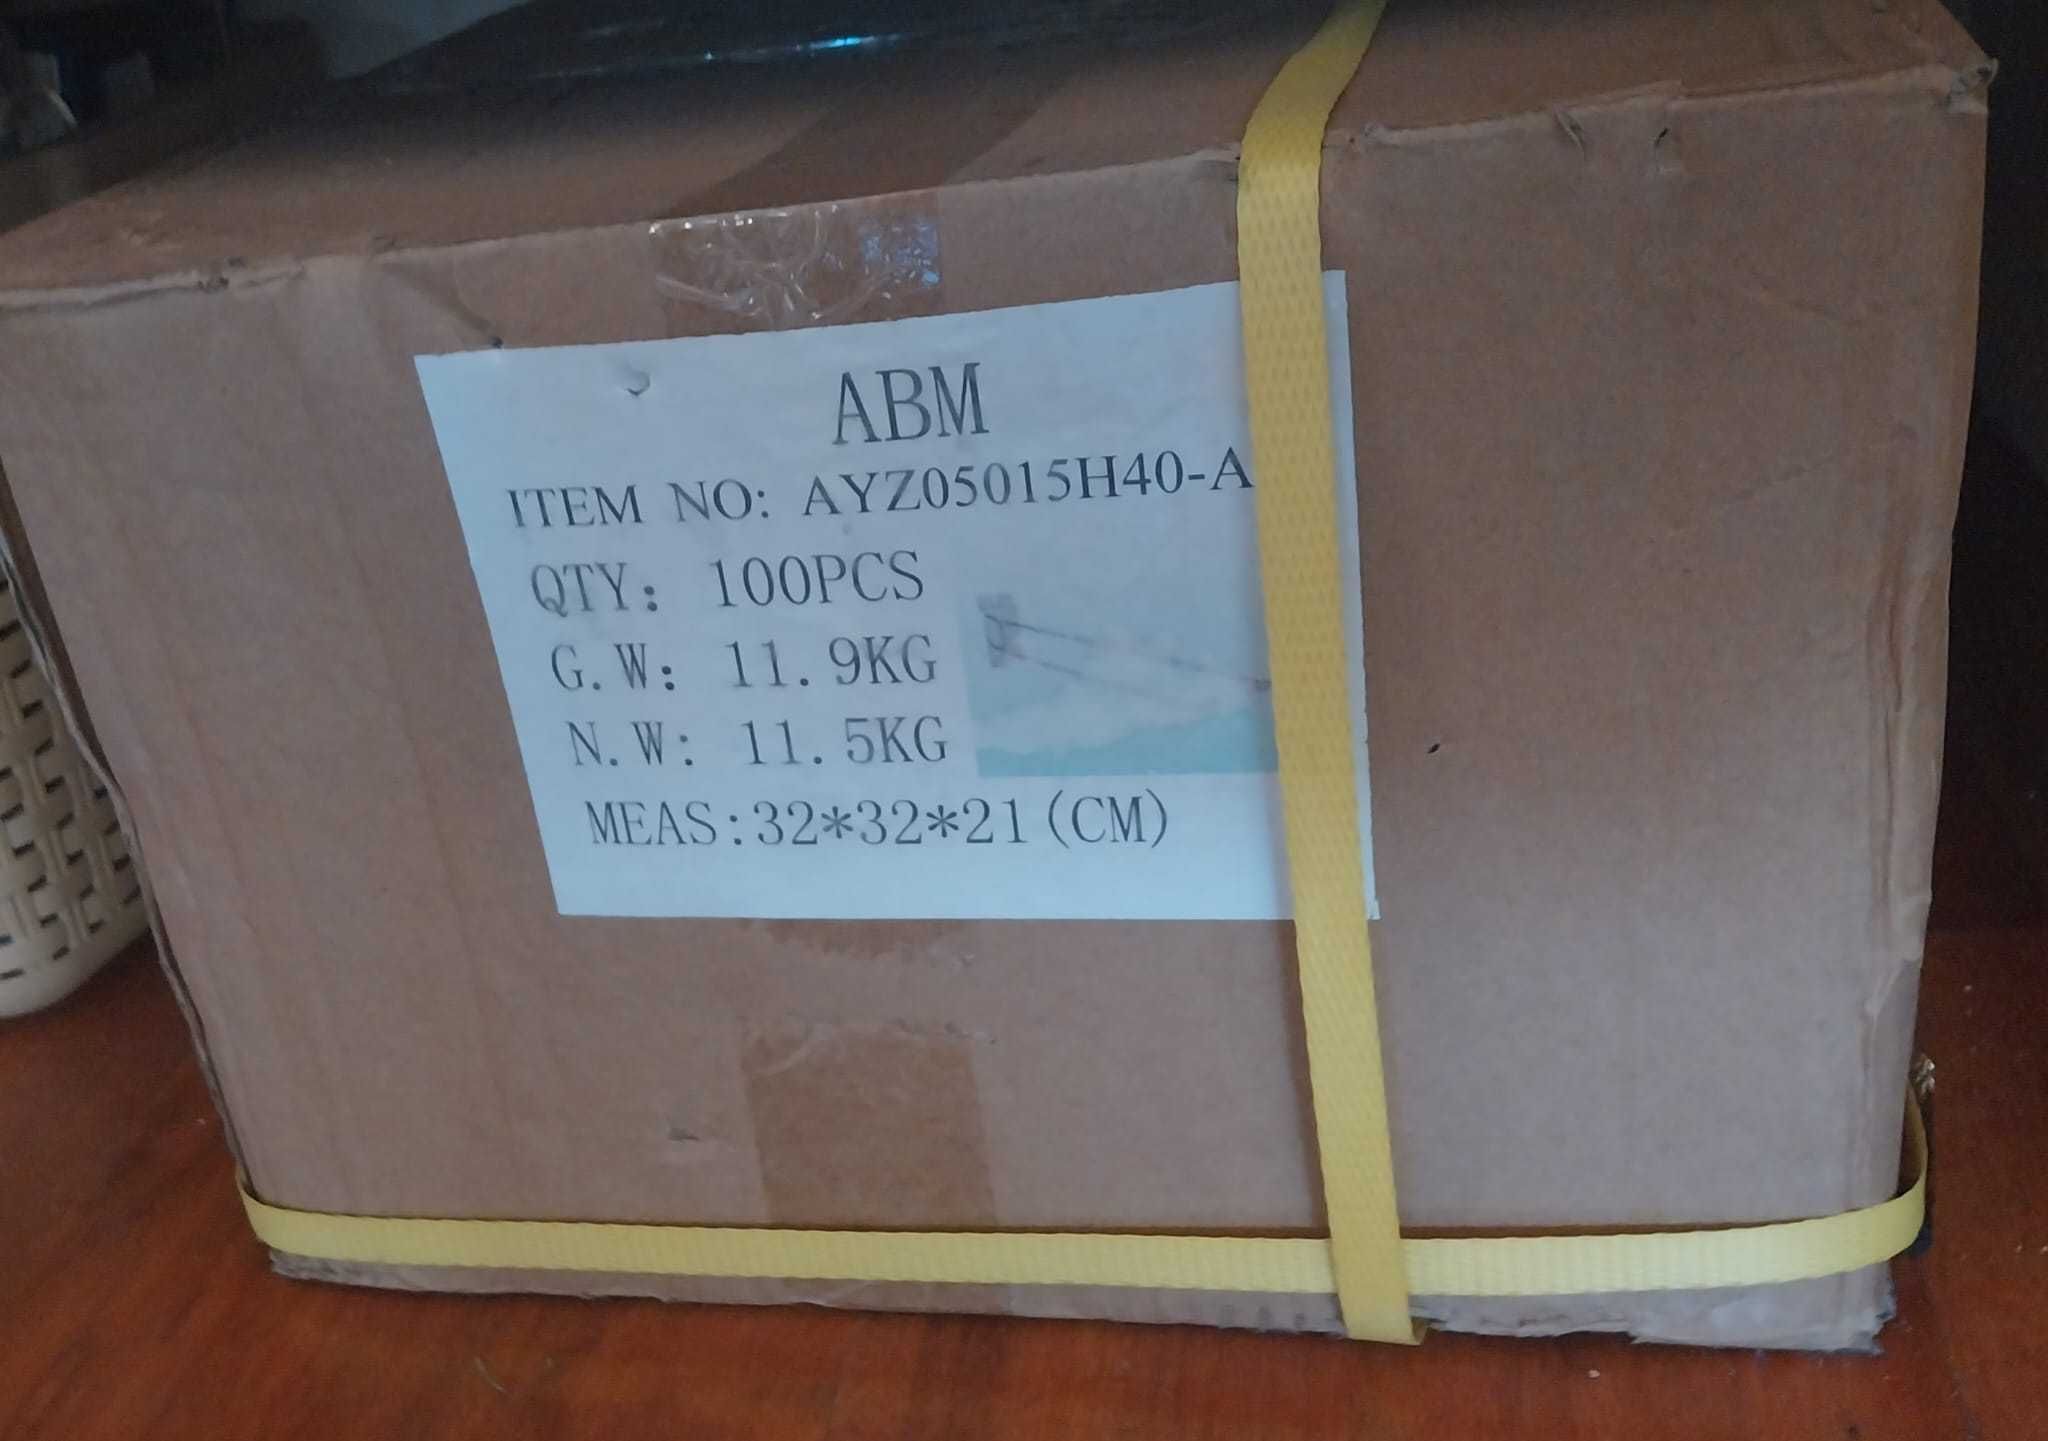 ABM
ITEM NO: AYZ05015H40-A
QTY: 100PCS
G.W: 11.9KG
N.W: 11.5KG
MEAS:32*32*21(CM)